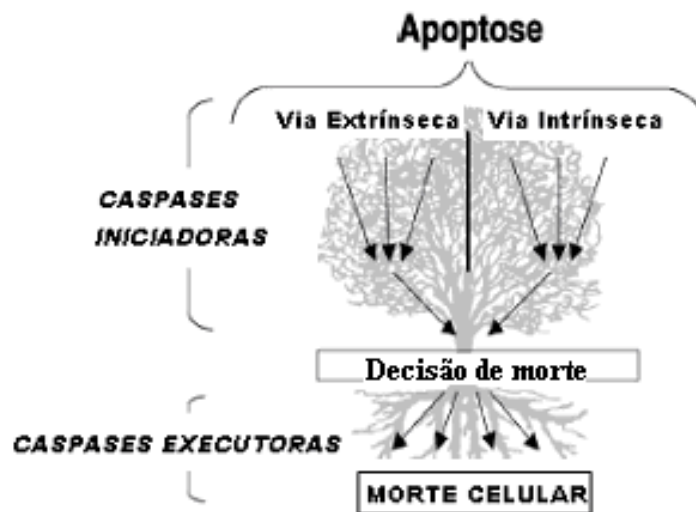 Apoptose
Via Extrínseca
Via Intrínseca
CASPASES
INICIADORAS
Decisão de morte
CASPASES EXECUTORAS
MORTE CELULAR